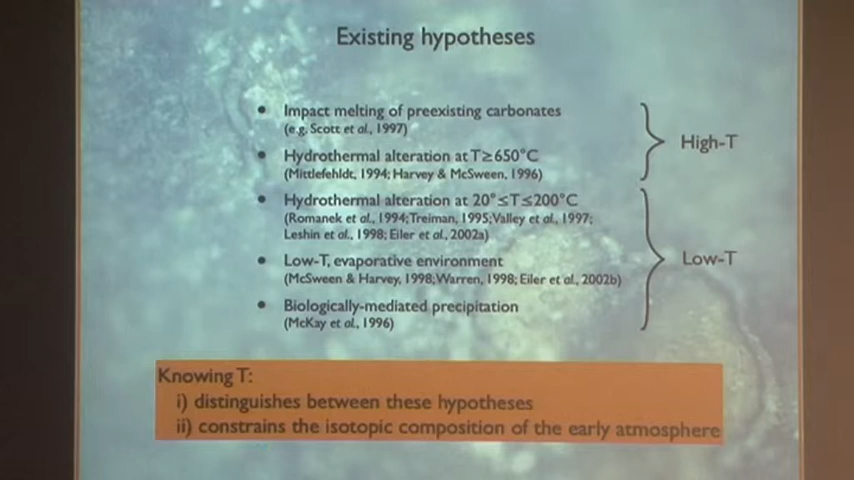 Existing hypotheses
• Impact melting of preexisting carbonates
(e.g. Scott et al., 1997)
• Hydrothermal alteration at T≥650°C
(Mittlefehldt, 1994; Harvey & McSween, 1996)
High-T
• Hydrothermal alteration at 20°≤T≤200°C
(Romanek et al., 1994; Treiman, 1995; Valley et al., 1997;
Leshin et al., 1998; Eiler et al., 2002a)
• Low-T, evaporative environment
(McSween & Harvey, 1998; Warren, 1998; Eiler et al., 2002b)
• Biologically-mediated precipitation
(McKay et al., 1996)
Low-T
Knowing T:
i) distinguishes between these hypotheses
ii) constrains the isotopic composition of the early atmosphere